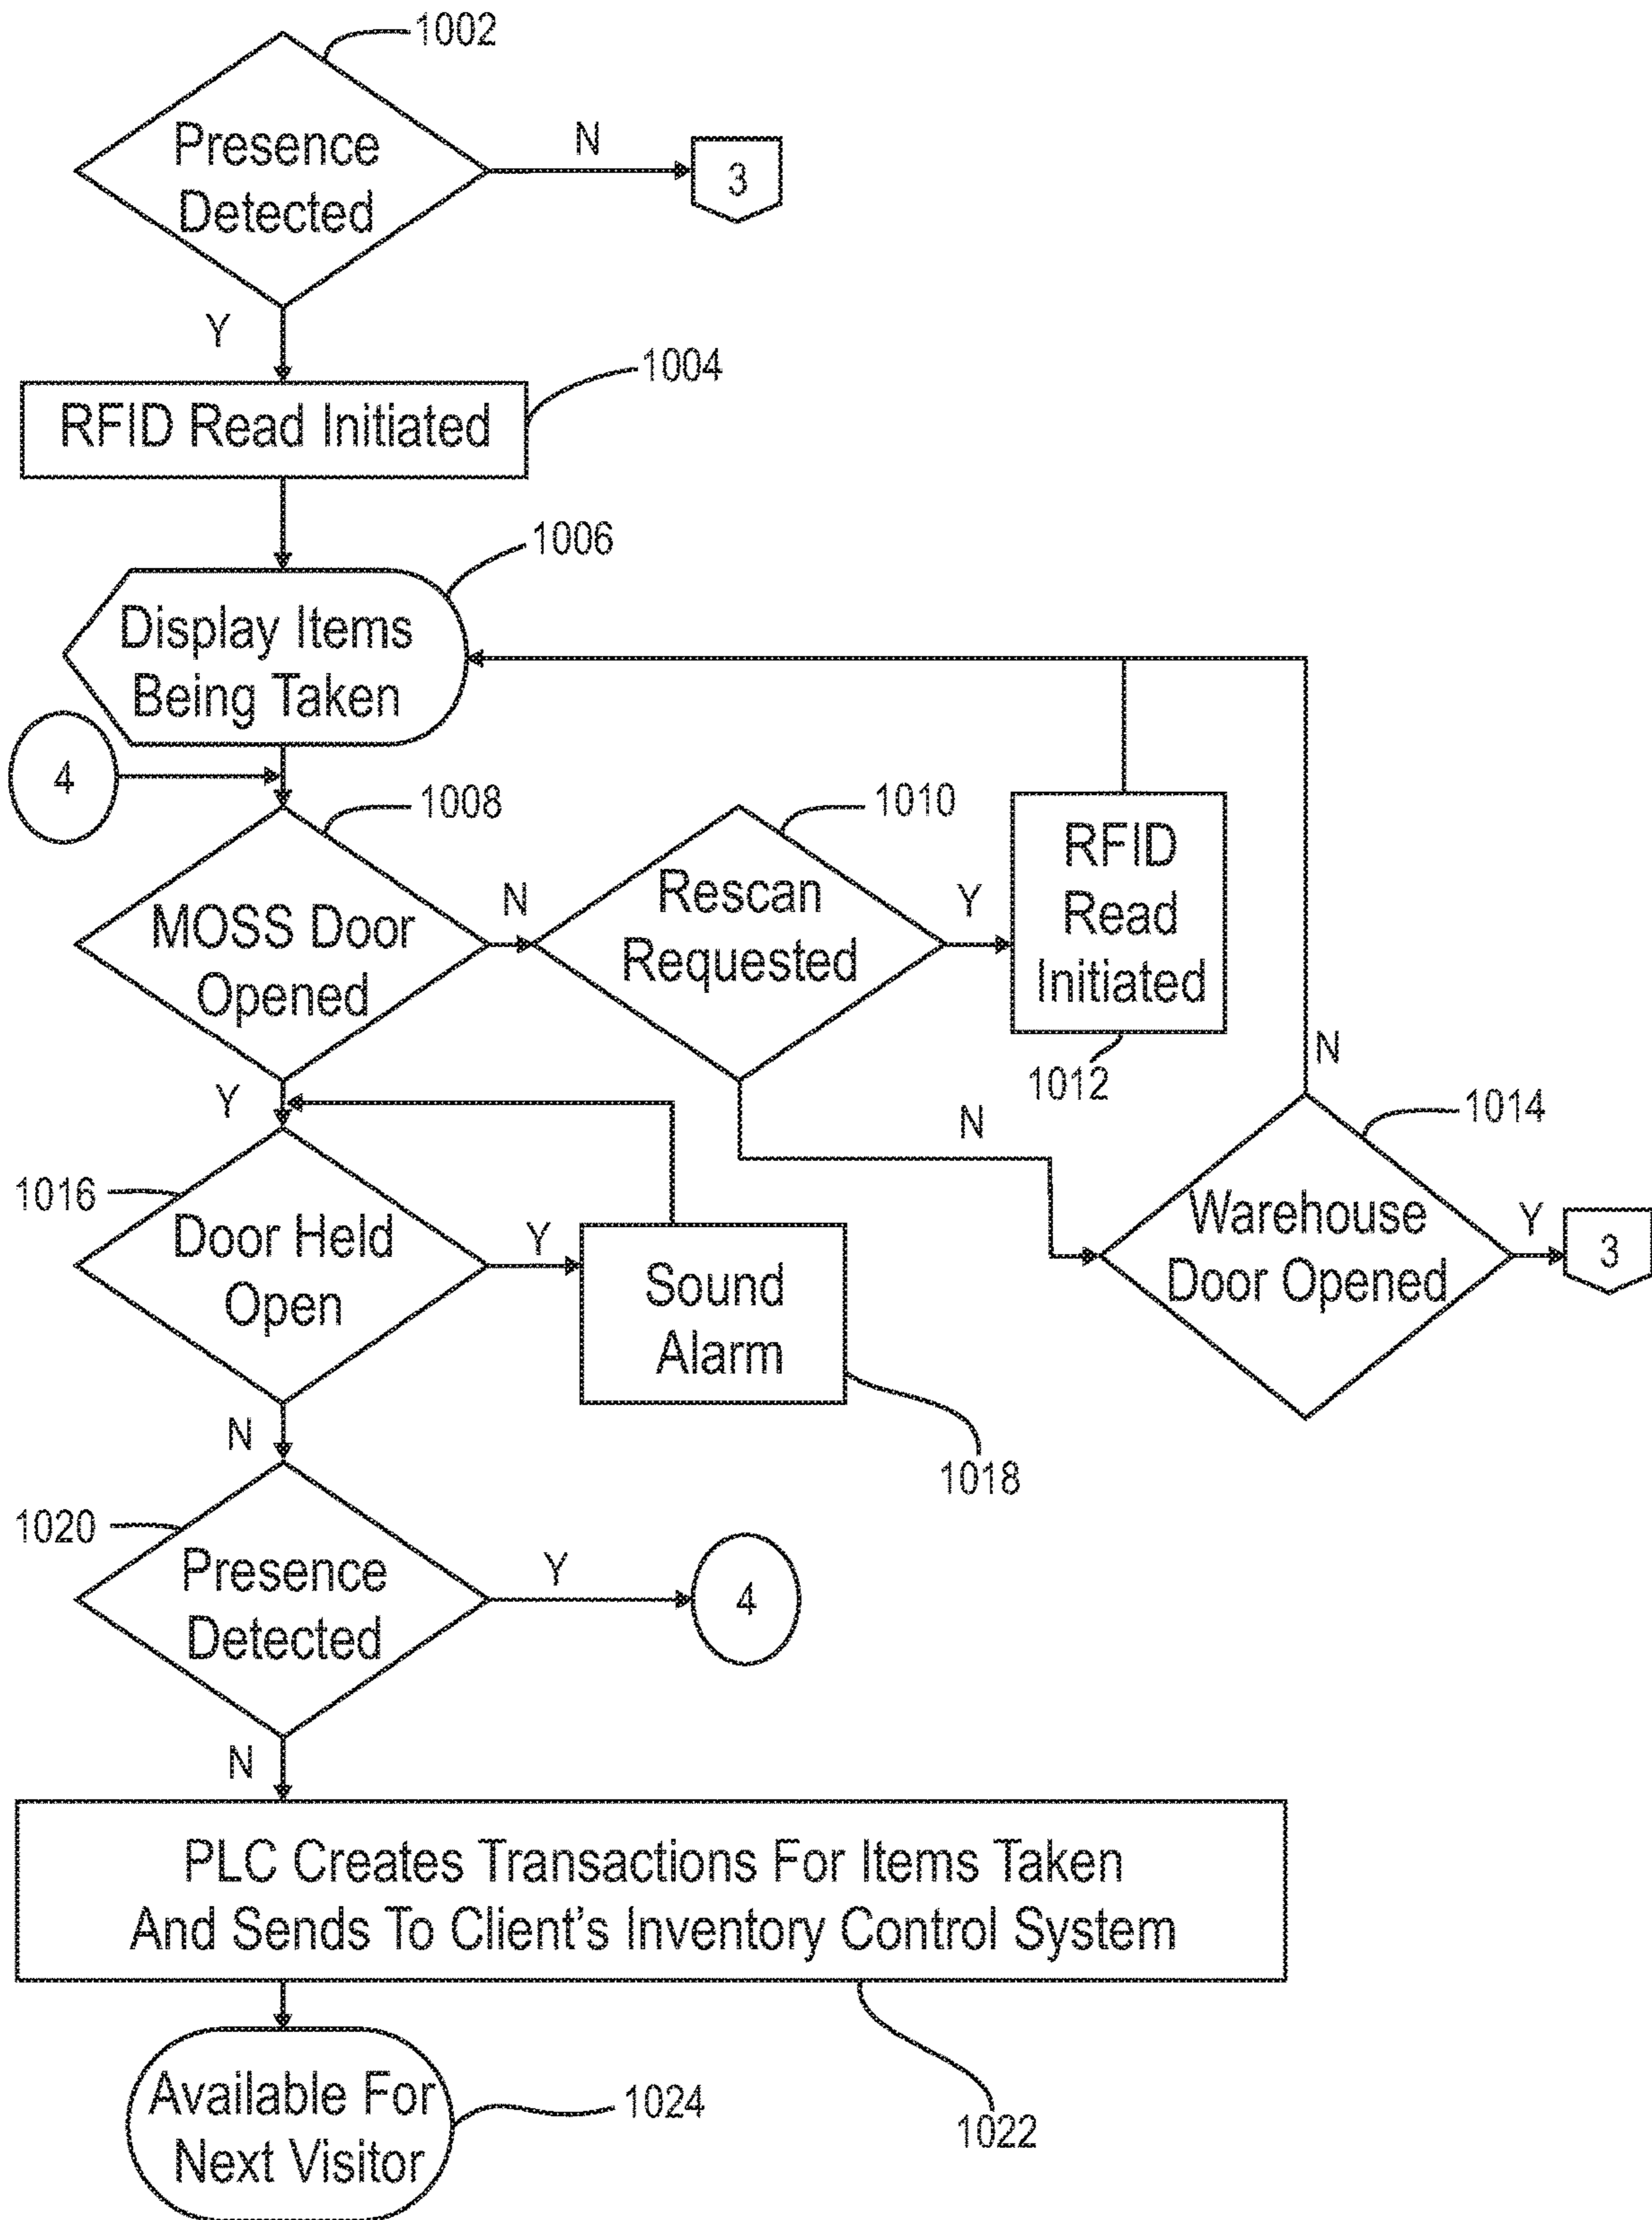 1002
Presence
Detected
N
3
Y
1004
RFID Read Initiated
1006
Display Items
Being Taken
4
1008
MOSS Door
Opened
N
1010
Rescan
Requested
Y
RFID
Read
Initiated
1012
N
1014
Warehouse
Door Opened
Y
3
N
Y
1016
Door Held
Open
Y
Sound
Alarm
1018
N
1020
Presence
Detected
Y
4
N
PLC Creates Transactions For Items Taken
And Sends To Client's Inventory Control System
1022
Available For
Next Visitor
1024